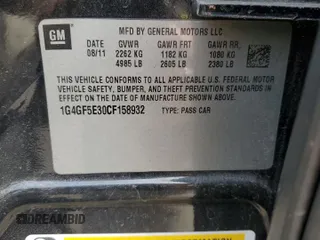 GM
MFD BY GENERAL MOTORS LLC
DATE GVWR GAWR FRT GAWR RR
08/11 2262 KG 1182 KG 1080 KG
4985 LB 2605 LB 2380 LB
THIS VEHICLE CONFORMS TO ALL APPLICABLE U.S. FEDERAL MOTOR
VEHICLE SAFETY, BUMPER, AND THEFT PREVENTION STANDARDS
IN EFFECT ON THE DATE OF MANUFACTURE SHOWN ABOVE.
1G4GF5E30CF158932 TYPE: PASS CAR
DREAMBID